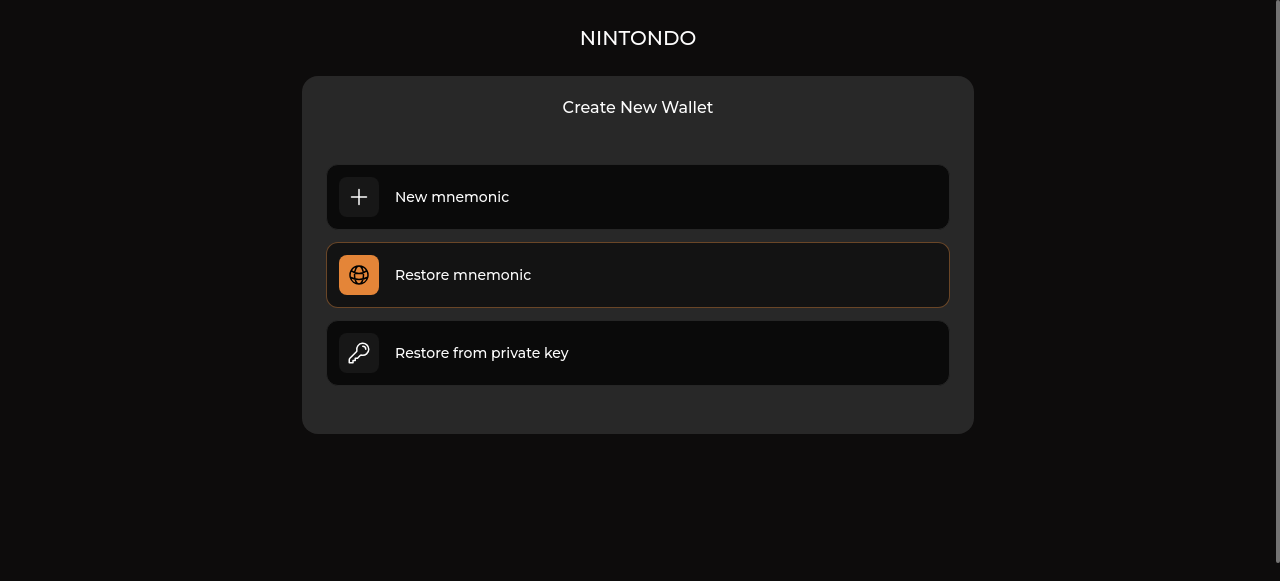 NINTONDO
Create New Wallet
New mnemonic
Restore mnemonic
Restore from private key